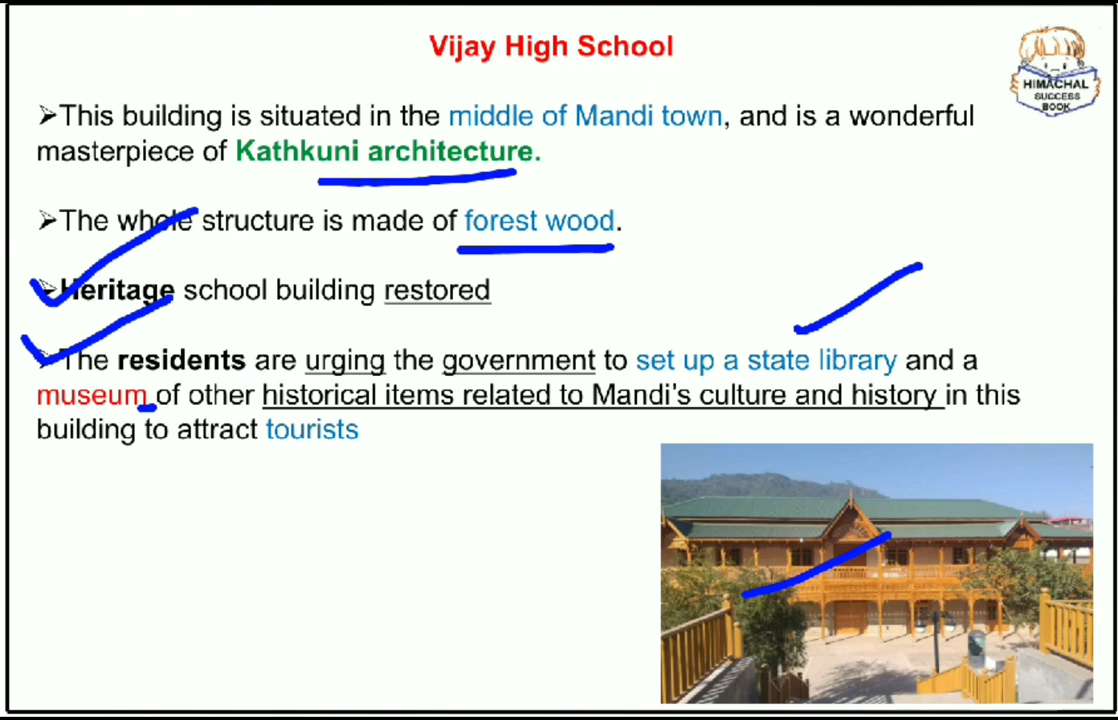 Vijay High School
HIMACHAL
SUCCESS
BOOK
➢This building is situated in the middle of Mandi town, and is a wonderful
masterpiece of Kathkuni architecture.
➢The whole structure is made of forest wood.
➢Heritage school building restored
➢The residents are urging the government to set up a state library and a
museum of other historical items related to Mandi's culture and history in this
building to attract tourists